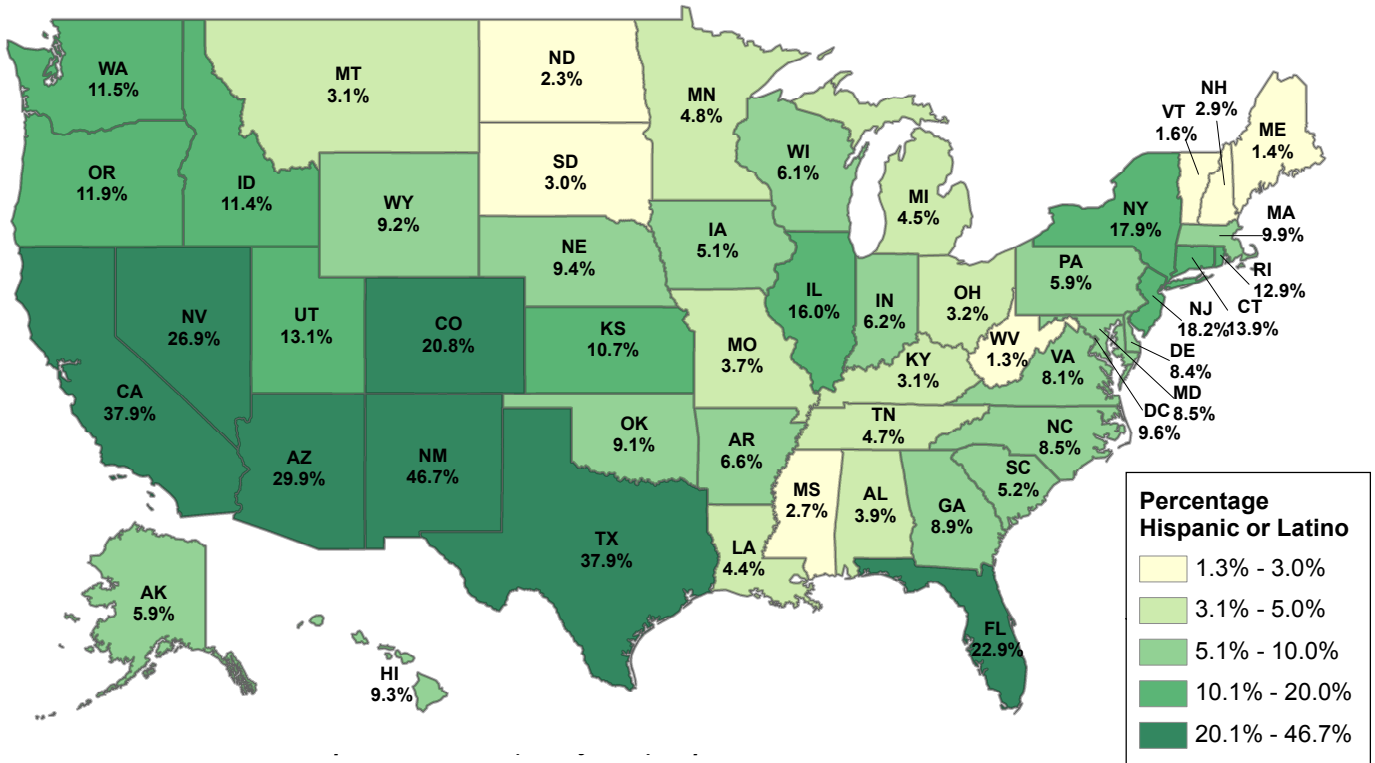 WA
11.5%
MT
3.1%
ND
2.3%
MN
4.8%
NH
2.9%
VT
1.6%
ME
1.4%
OR
11.9%
ID
11.4%
SD
3.0%
WI
6.1%
MI
4.5%
NY
17.9%
MA
9.9%
WY
9.2%
IA
5.1%
NE
9.4%
PA
5.9%
RI
12.9%
CT
13.9%
NJ
18.2%
NV
26.9%
UT
13.1%
CO
20.8%
KS
10.7%
IL
16.0%
IN
6.2%
OH
3.2%
WV
1.3%
VA
8.1%
DE
8.4%
MD
8.5%
DC
9.6%
CA
37.9%
MO
3.7%
KY
3.1%
TN
4.7%
NC
8.5%
AZ
29.9%
NM
46.7%
OK
9.1%
AR
6.6%
SC
5.2%
MS
2.7%
AL
3.9%
GA
8.9%
TX
37.9%
LA
4.4%
FL
22.9%
AK
5.9%
HI
9.3%
Percentage
Hispanic or Latino
1.3% - 3.0%
3.1% - 5.0%
5.1% - 10.0%
10.1% - 20.0%
20.1% - 46.7%